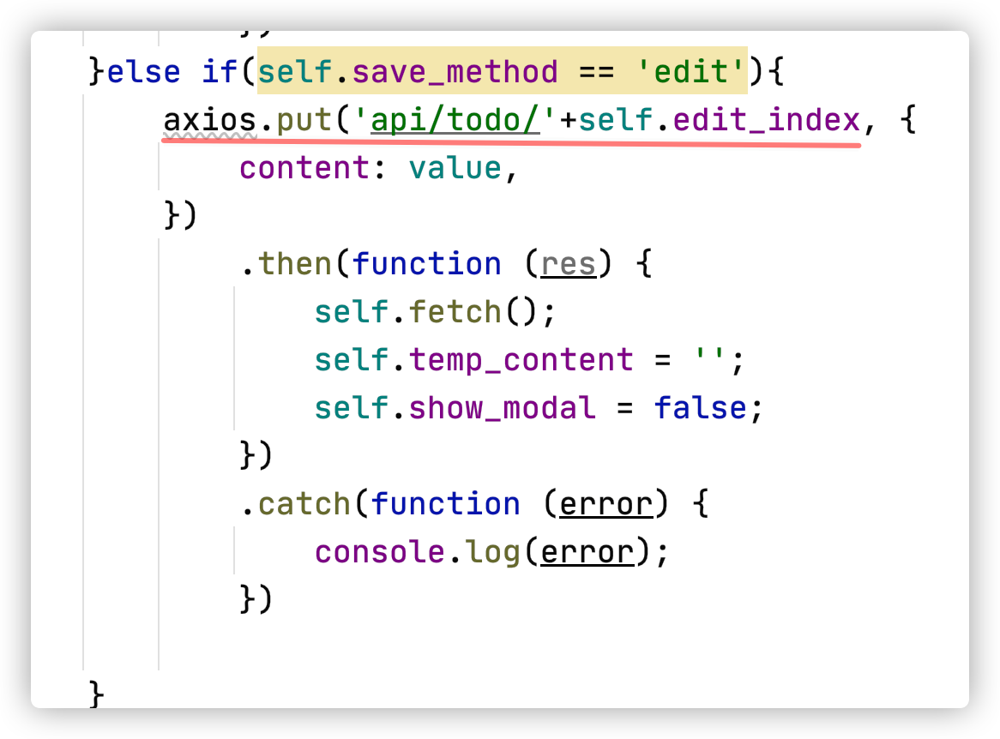 })
}else if(self.save_method == 'edit'){
axios.put('api/todo/'+self.edit_index, {
content: value,
})
.then(function (res) {
self.fetch();
self.temp_content = '';
self.show_modal = false;
})
.catch(function (error) {
console.log(error);
})
}